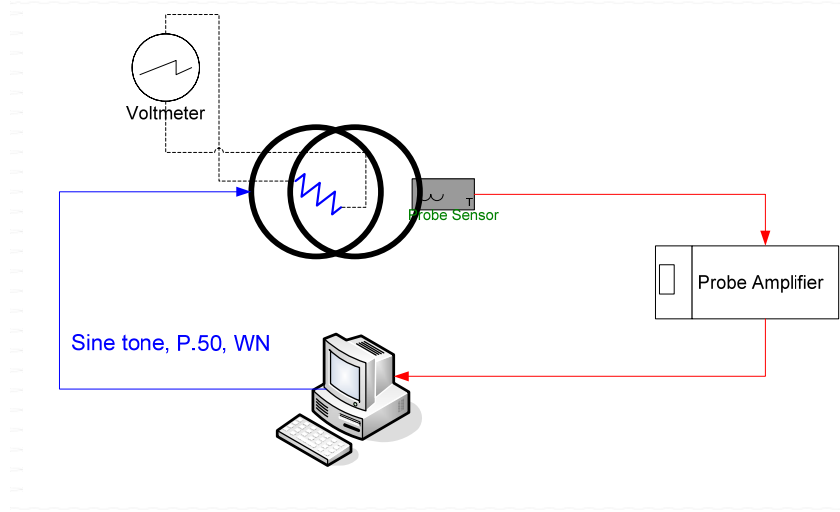 Voltmeter
T
Probe Sensor
Probe Amplifier
Sine tone, P.50, WN